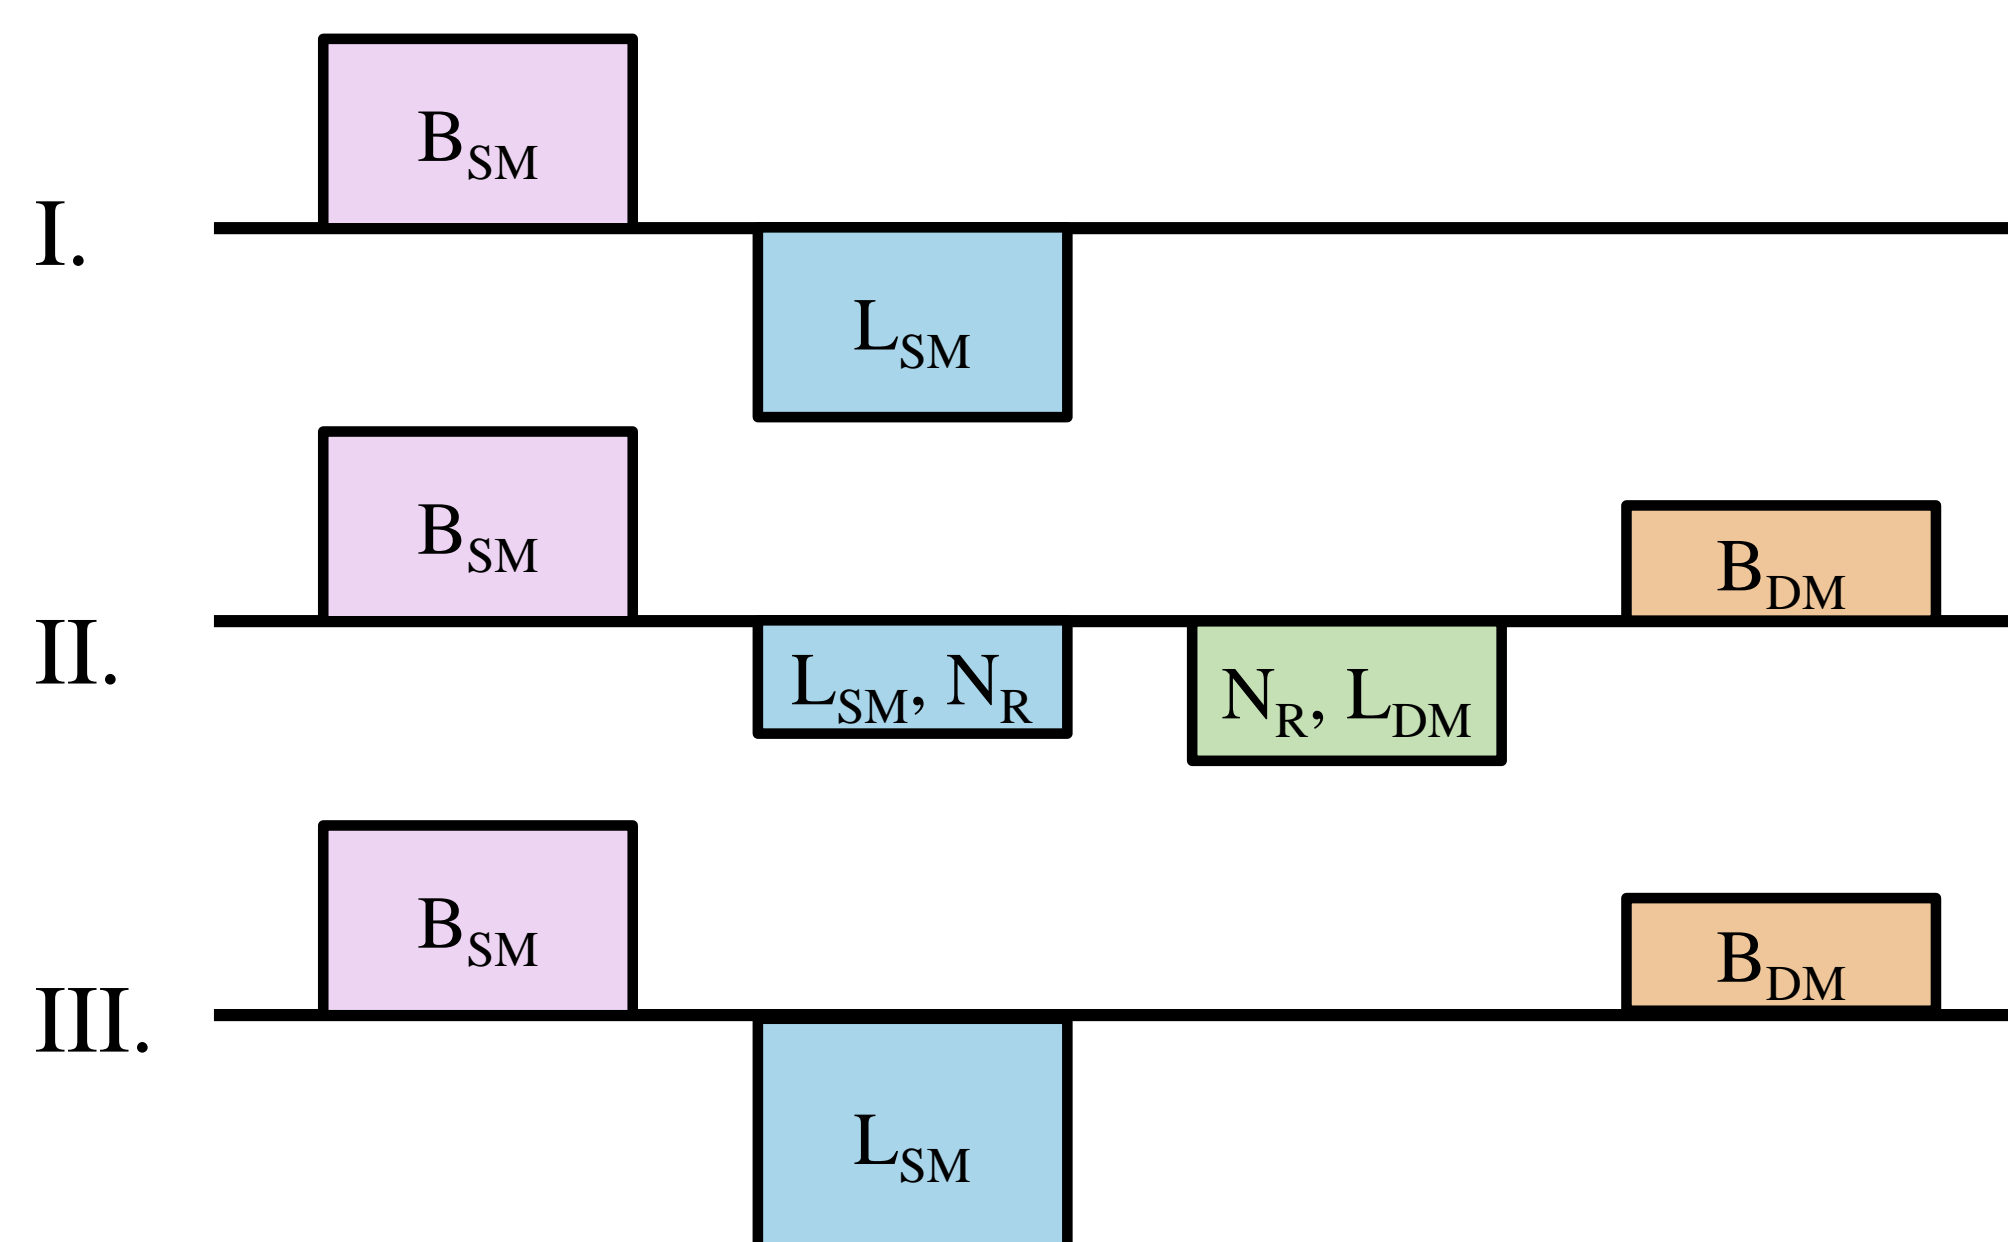 B_SM
I.
L_SM
B_SM
B_DM
II.
L_SM, N_R
N_R, L_DM
B_SM
B_DM
III.
L_SM